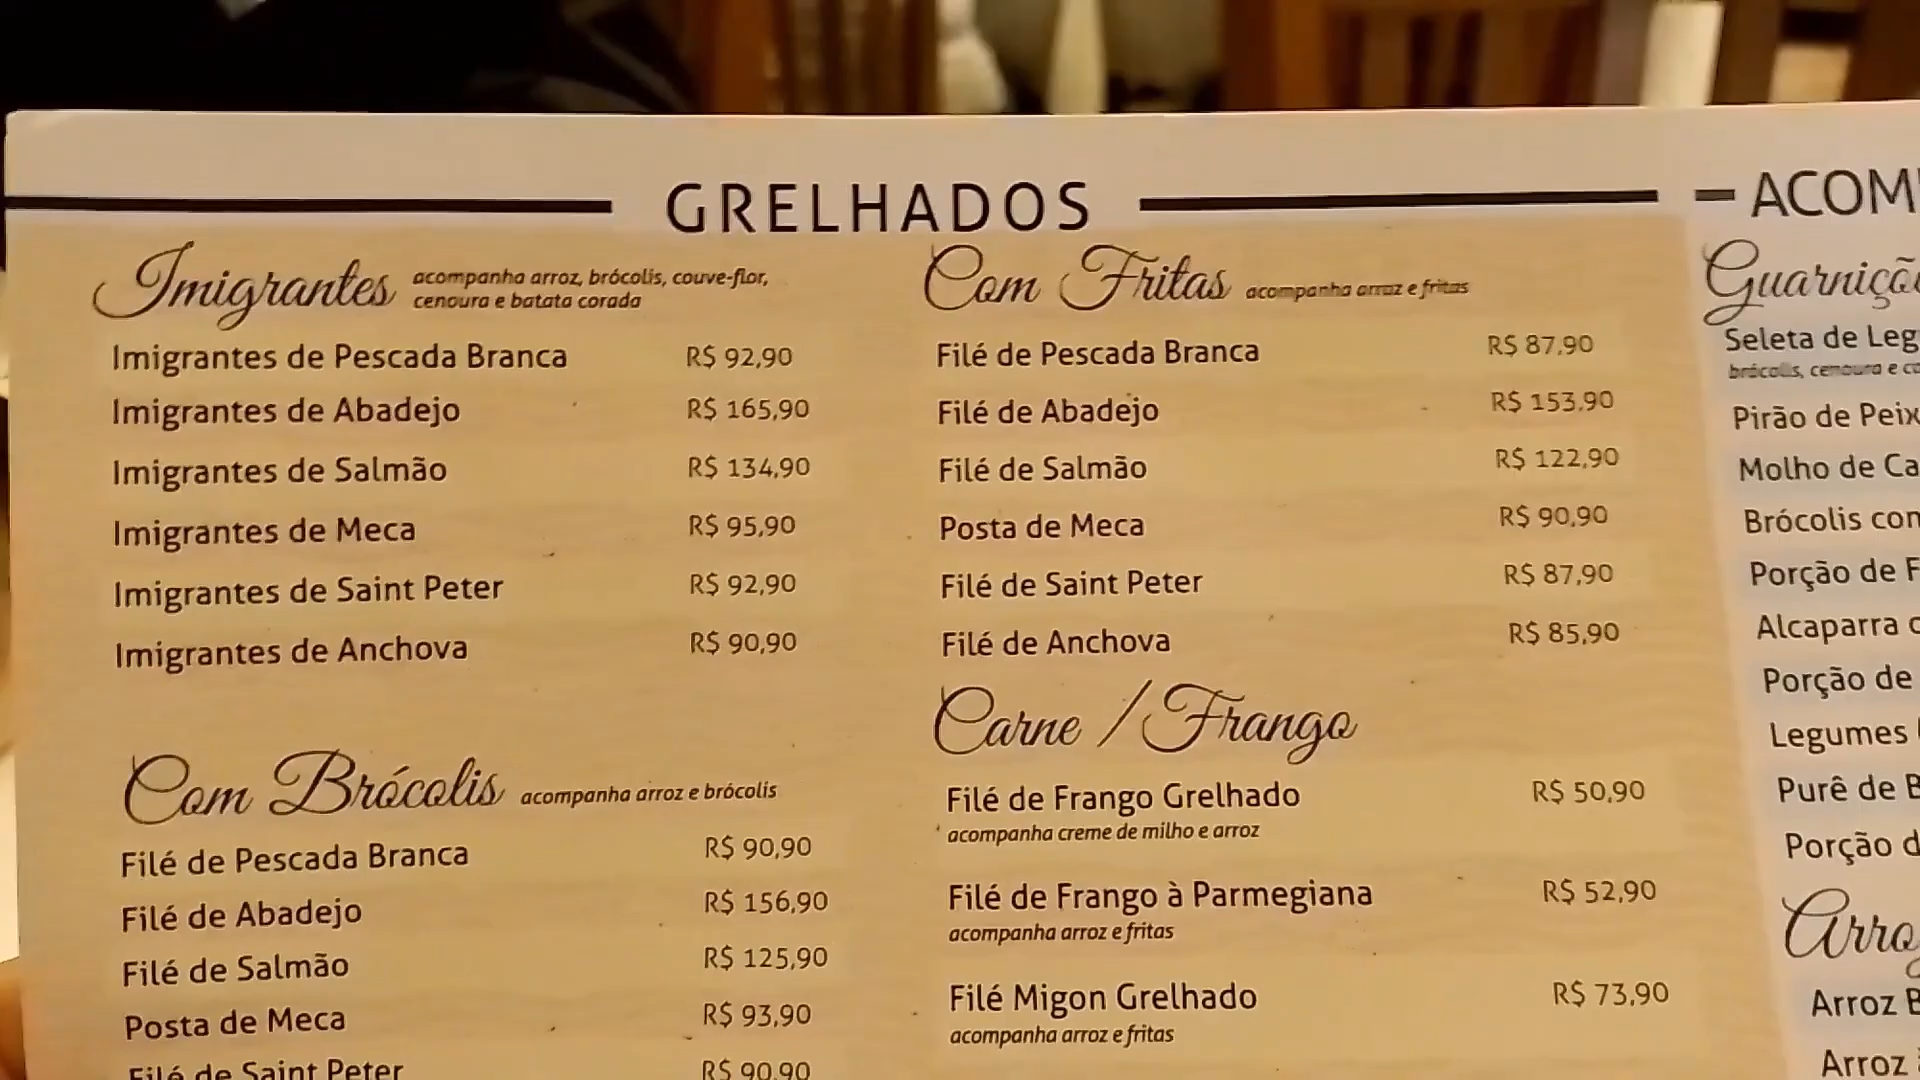 GRELHADOS
Imigrantes acompanha arroz, brócolis, couve-flor,
cenoura e batata corada
Imigrantes de Pescada Branca R$ 92,90
Imigrantes de Abadejo R$ 165,90
Imigrantes de Salmão R$ 134,90
Imigrantes de Meca R$ 95,90
Imigrantes de Saint Peter R$ 92,90
Imigrantes de Anchova R$ 90,90
Com Brócolis acompanha arroz e brócolis
Filé de Pescada Branca R$ 90,90
Filé de Abadejo R$ 156,90
Filé de Salmão R$ 125,90
Posta de Meca R$ 93,90
Filé de Saint Peter R$ 90,90
Com Fritas acompanha arroz e fritas
Filé de Pescada Branca R$ 87,90
Filé de Abadejo R$ 153,90
Filé de Salmão R$ 122,90
Posta de Meca R$ 90,90
Filé de Saint Peter R$ 87,90
Filé de Anchova R$ 85,90
Carne / Frango
Filé de Frango Grelhado R$ 50,90
acompanha creme de milho e arroz
Filé de Frango à Parmegiana R$ 52,90
acompanha arroz e fritas
Filé Migon Grelhado R$ 73,90
acompanha arroz e fritas
ACOM
Guarniçõ
Seleta de Leg
brócolis, cenoura e
Pirão de Peix
Molho de Ca
Brócolis con
Porção de F
Alcaparra
Porção de
Legumes
Purê de B
Porção d
Arro
Arroz B
Arroz